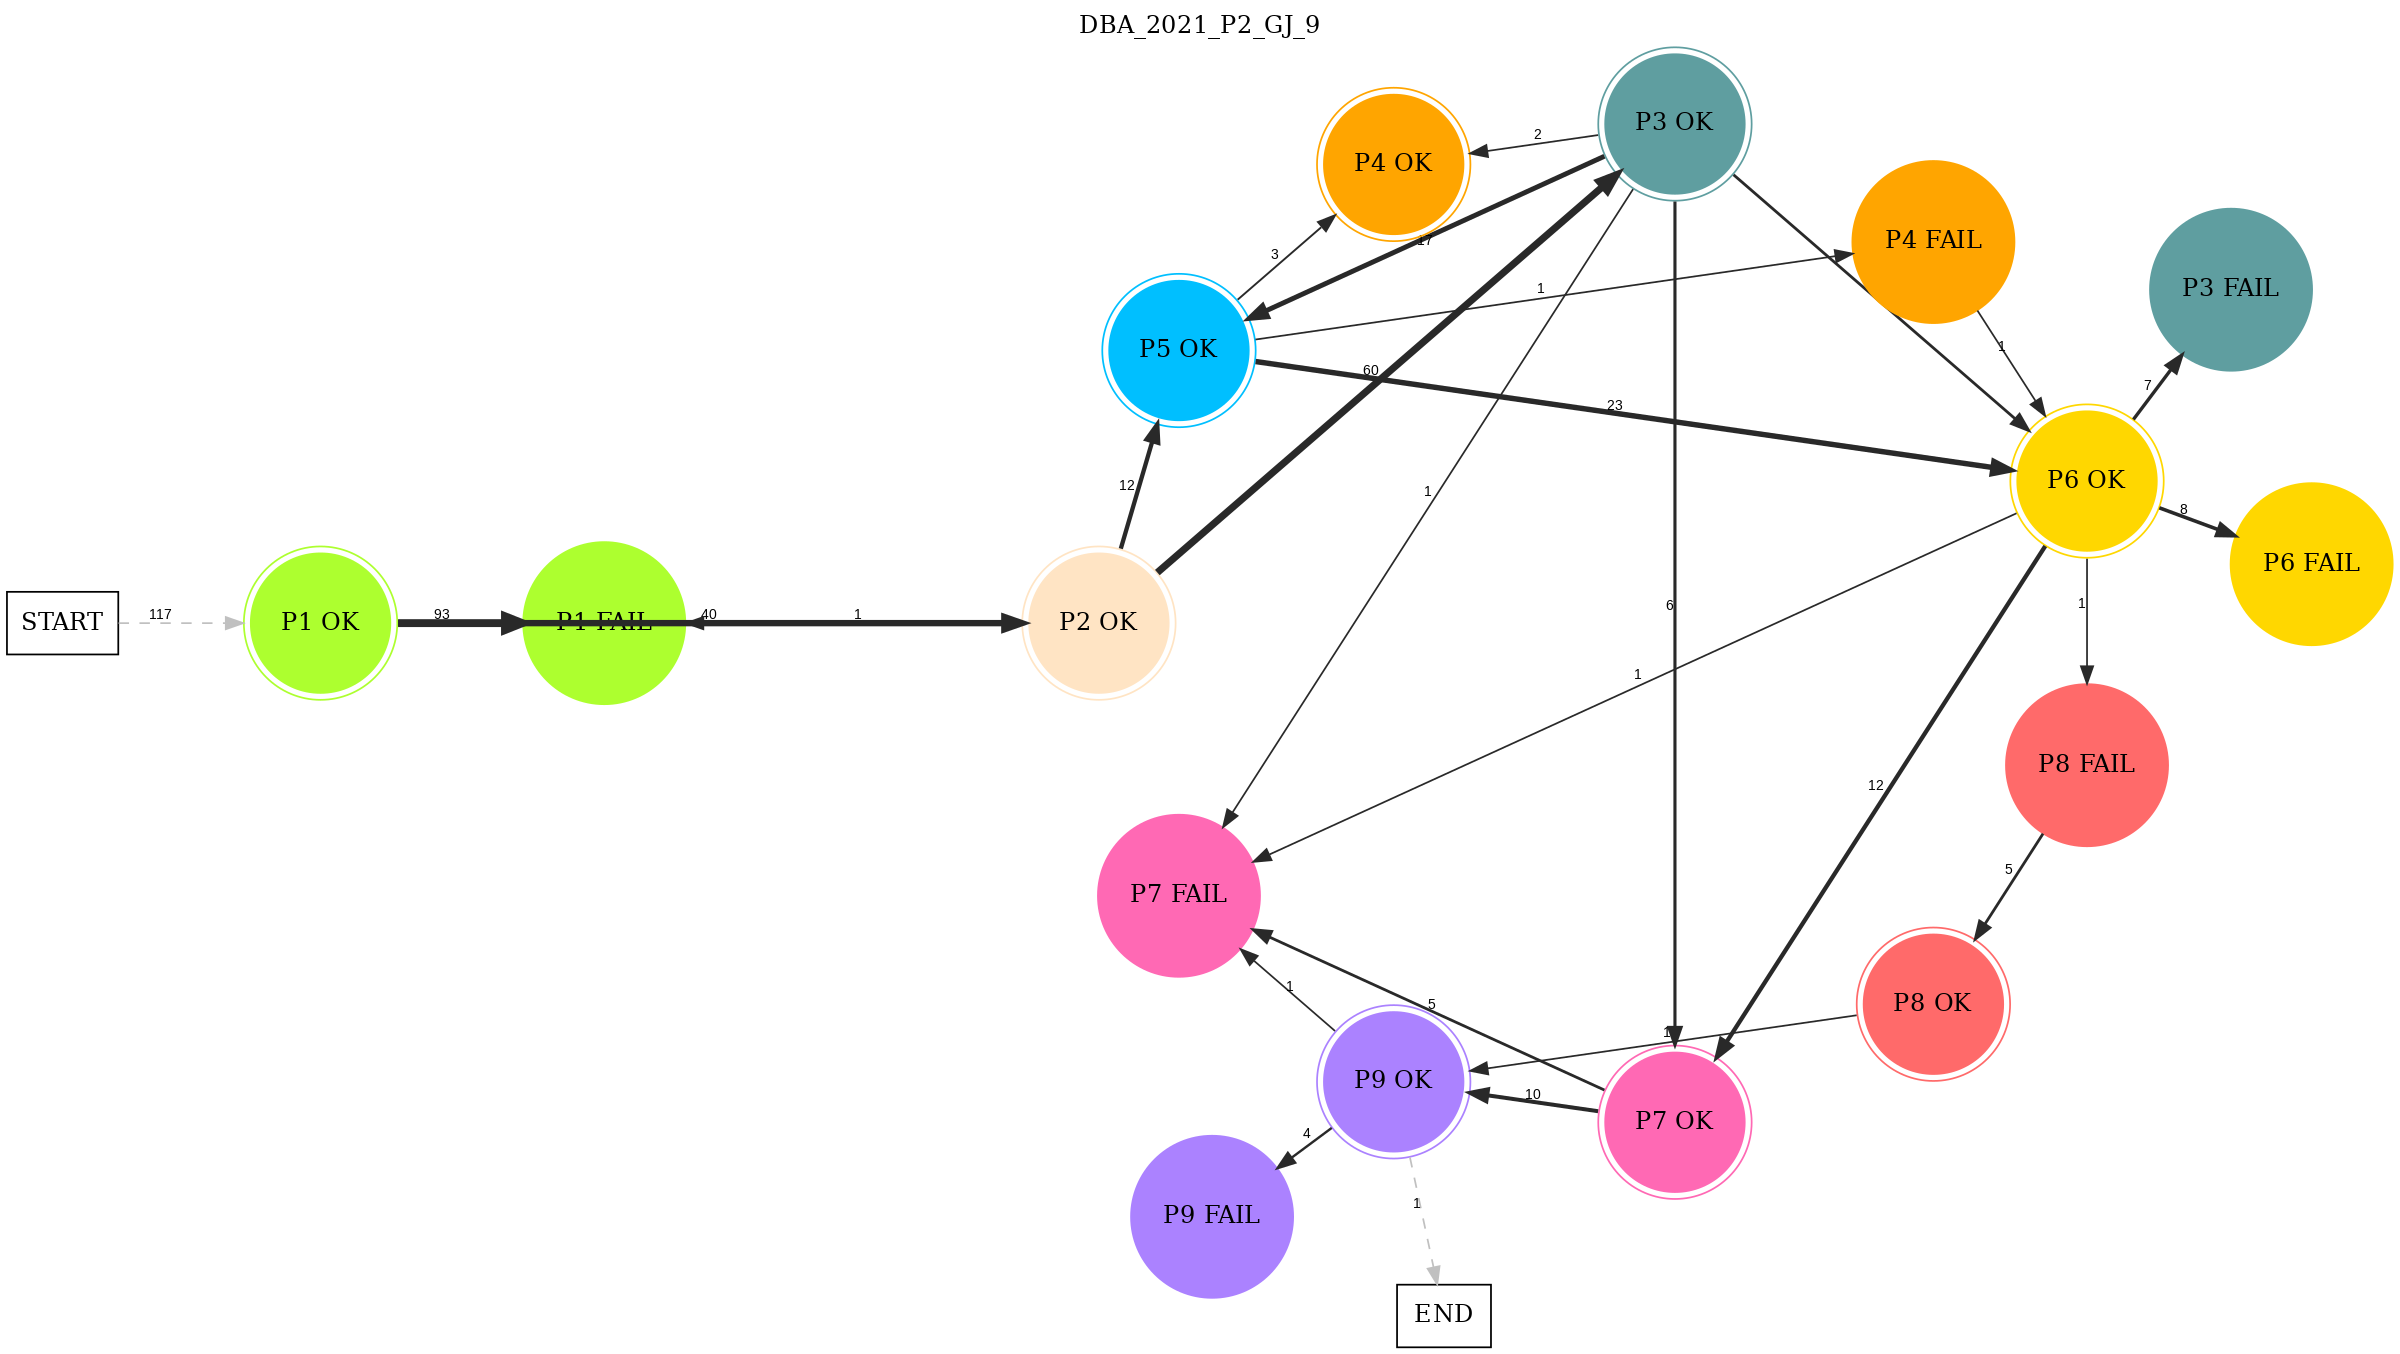 DBA_2021_P2_GJ_9
P3 OK
2
P4 OK
P4 FAIL
17
3
P3 FAIL
1
P5 OK
1
60
7
23
P6 OK
12
1
8
P6 FAIL
START
117
P1 OK
93
P1 FAIL
40
1
P2 OK
6
1
1
P8 FAIL
12
5
P7 FAIL
1
5
P8 OK
1
P9 OK
10
P7 OK
4
1
P9 FAIL
END